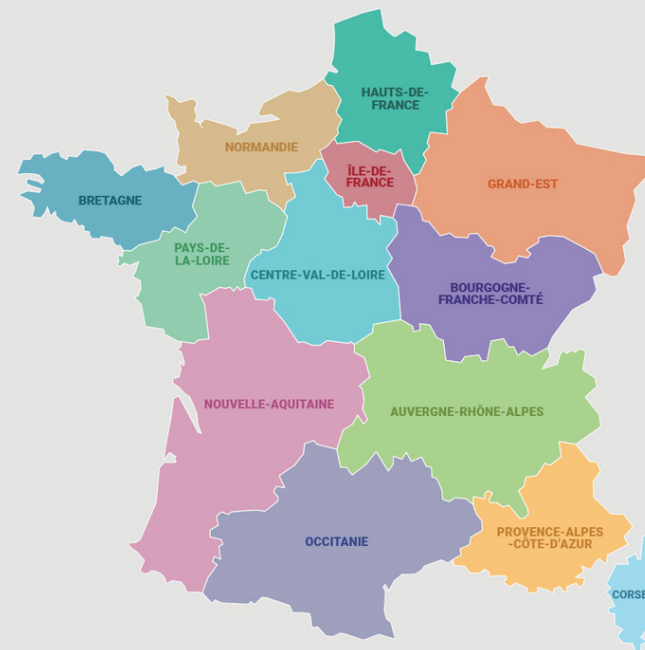 HAUTS-DE-
FRANCE
NORMANDIE
ÎLE-DE-
FRANCE
GRAND-EST
BRETAGNE
PAYS-DE-
LA-LOIRE
CENTRE-VAL-DE-LOIRE
BOURGOGNE-
FRANCHE-COMTÉ
NOUVELLE-AQUITAINE
AUVERGNE-RHÔNE-ALPES
OCCITANIE
PROVENCE-ALPES
-CÔTE-D'AZUR
CORSE